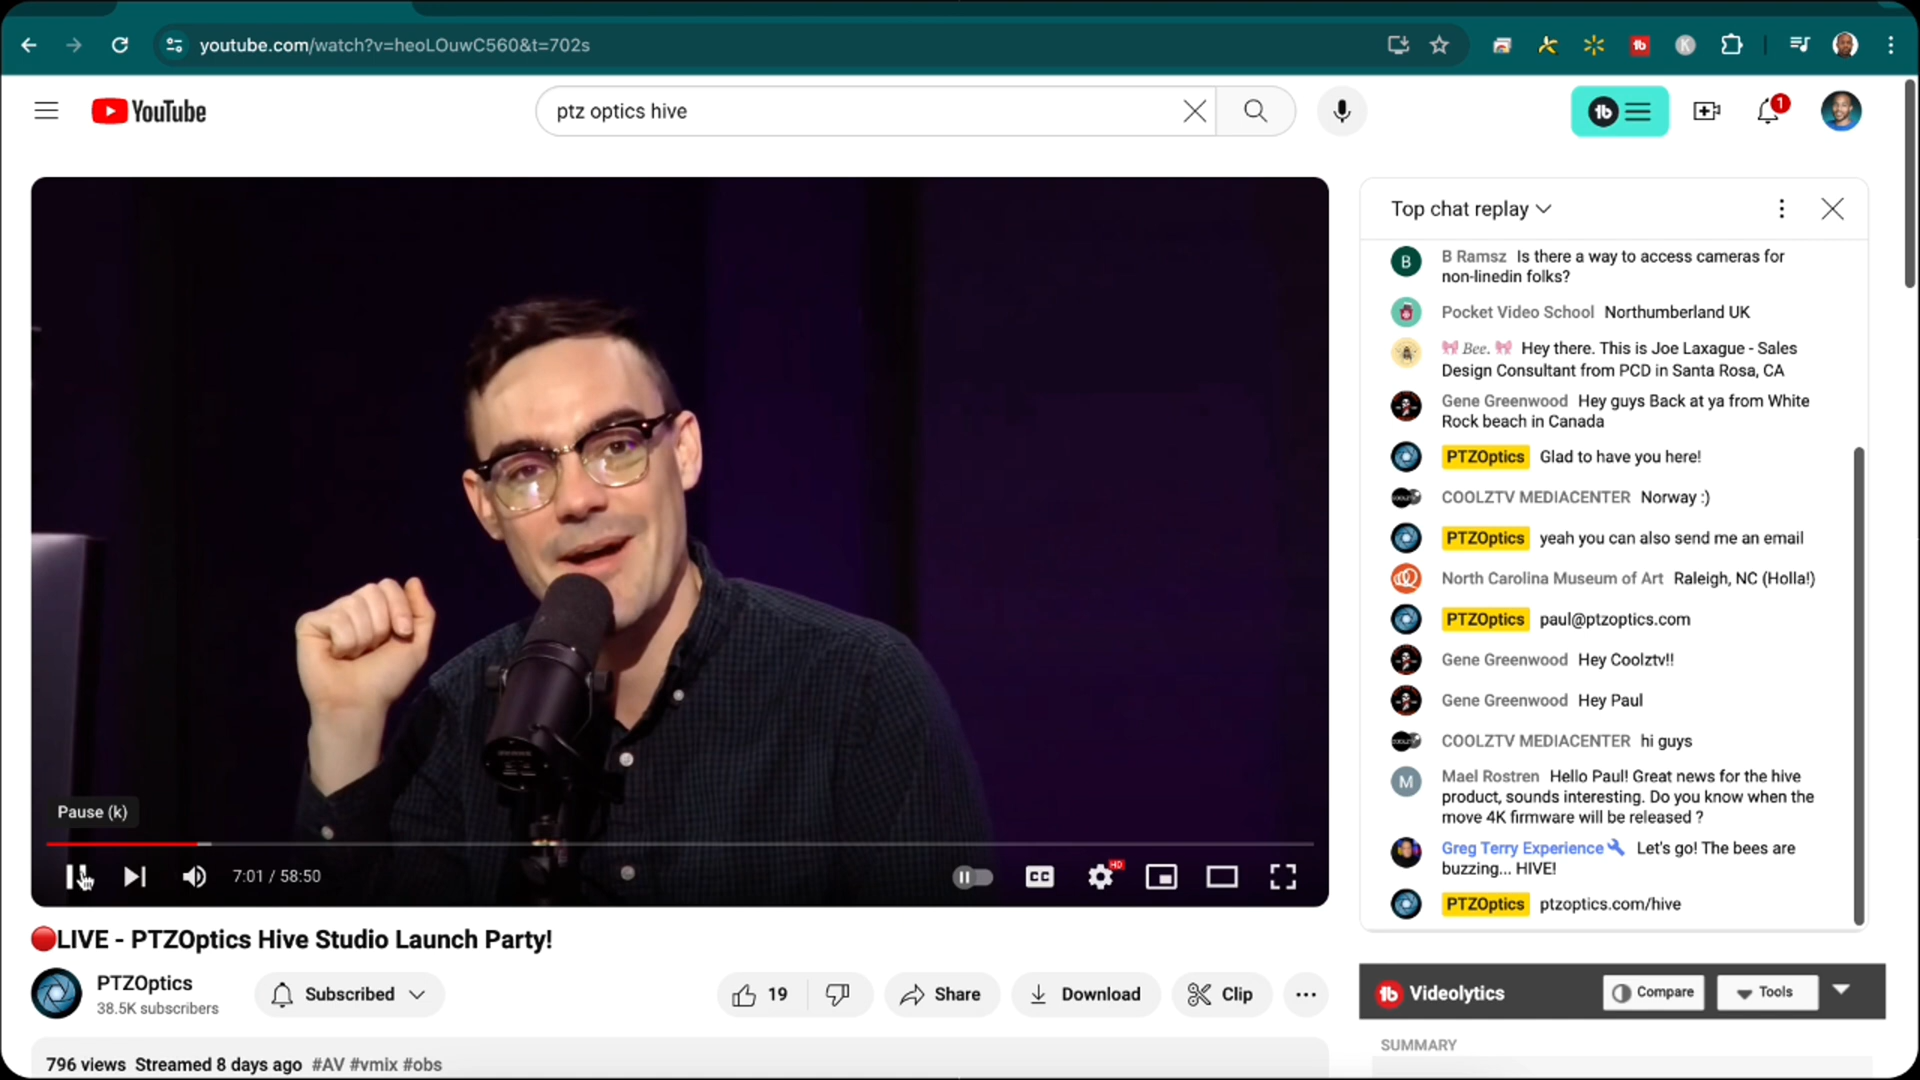 youtube.com/watch?v=heoLOuwC560&t=702s
YouTube
ptz optics hive
1
Top chat replay
B Ramsz Is there a way to access cameras for
non-linedin folks?
Pocket Video School Northumberland UK
Bee. Hey there. This is Joe Laxague - Sales
Design Consultant from PCD in Santa Rosa, CA
Gene Greenwood Hey guys Back at ya from White
Rock beach in Canada
PTZOptics Glad to have you here!
COOLZTV MEDIACENTER Norway :)
PTZOptics yeah you can also send me an email
North Carolina Museum of Art Raleigh, NC (Holla!)
PTZOptics paul@ptzoptics.com
Gene Greenwood Hey Coolztv!!
Gene Greenwood Hey Paul
COOLZTV MEDIACENTER hi guys
M Mael Rostren Hello Paul! Great news for the hive
product, sounds interesting. Do you know when the
move 4K firmware will be released ?
Greg Terry Experience Let's go! The bees are
buzzing... HIVE!
PTZOptics ptzoptics.com/hive
Pause (k)
7:01 / 58:50
CC
HD
LIVE - PTZOptics Hive Studio Launch Party!
PTZOptics
38.5K subscribers
Subscribed
19
Share
Download
Clip
796 views Streamed 8 days ago #AV #vmix #obs
Videolytics
Compare
Tools
SUMMARY